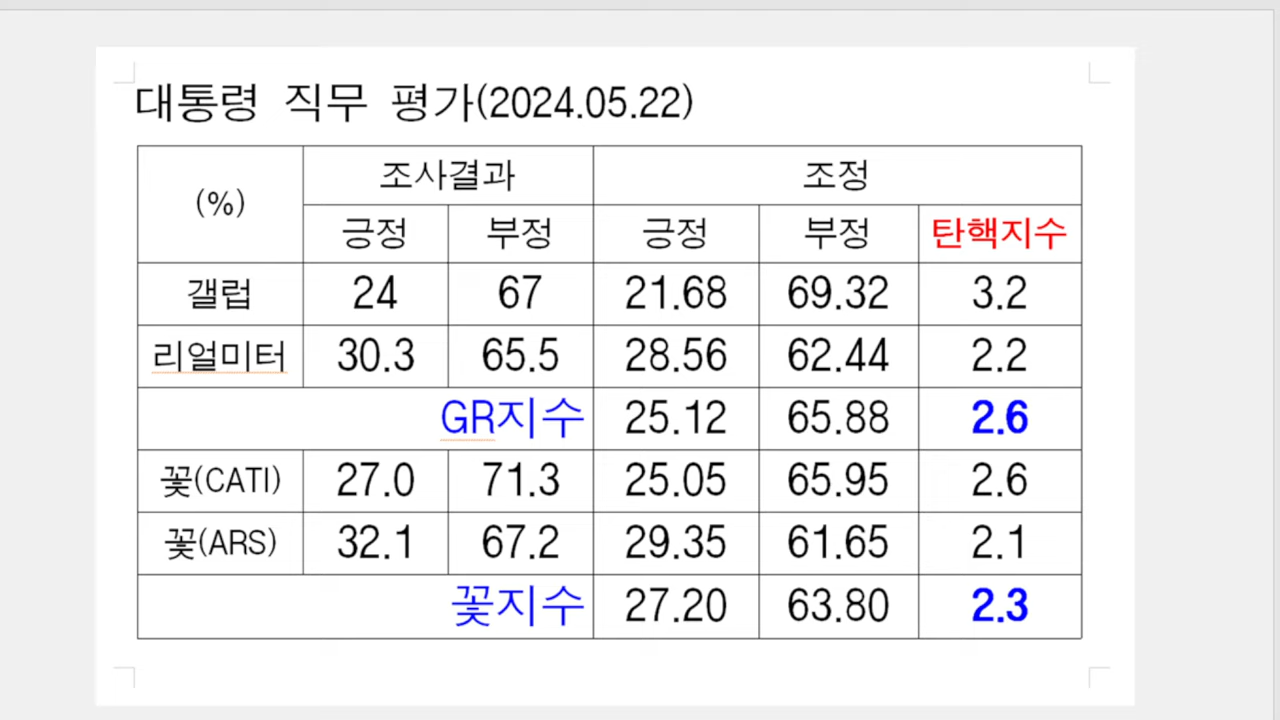 대통령 직무 평가(2024.05.22)
(%) 조사결과 조정
긍정 부정 긍정 부정 탄핵지수
갤럽 24 67 21.68 69.32 3.2
리얼미터 30.3 65.5 28.56 62.44 2.2
GR지수 25.12 65.88 2.6
꽃(CATI) 27.0 71.3 25.05 65.95 2.6
꽃(ARS) 32.1 67.2 29.35 61.65 2.1
꽃지수 27.20 63.80 2.3